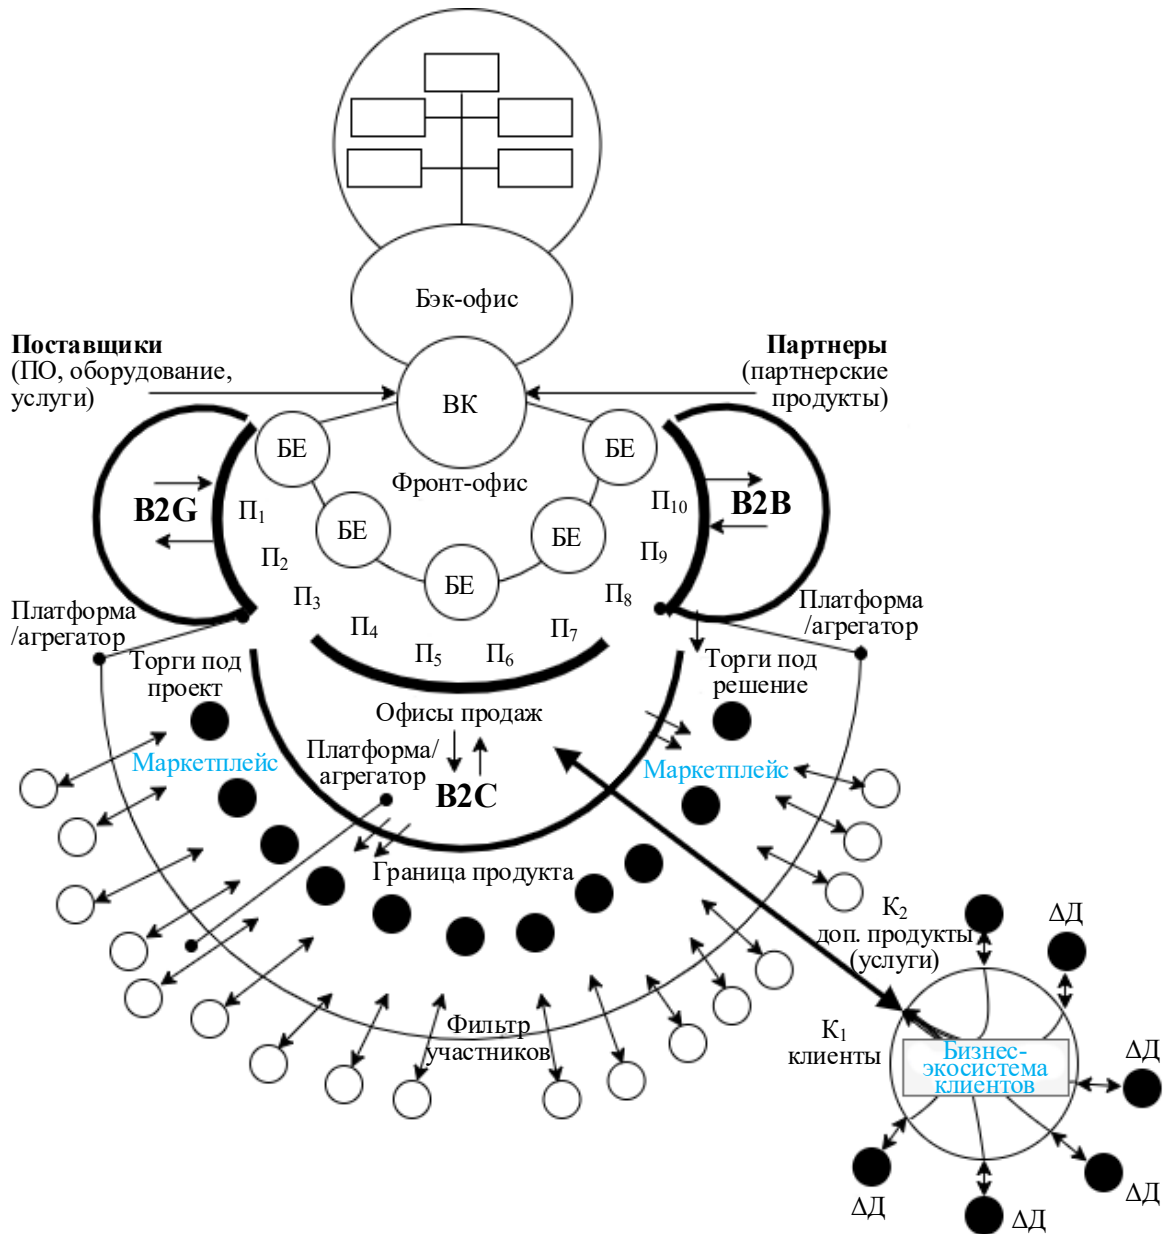 Бэк-офис
Поставщики
(ПО, оборудование,
услуги)
Партнеры
(партнерские
продукты)
ВК
БЕ
БЕ
Фронт-офис
БЕ
БЕ
БЕ
B2G
B2B
П1
П2
П3
П4
П5
П6
П7
П8
П9
П10
Платформа
/агрегатор
Платформа
/агрегатор
Торги под
проект
Торги под
решение
Офисы продаж
Маркетплейс
Платформа/
агрегатор
B2C
Маркетплейс
Граница продукта
К2
доп. продукты
(услуги)
ΔД
Фильтр
участников
К1
клиенты
Бизнес-
экосистема
клиентов
ΔД
ΔД
ΔД
ΔД